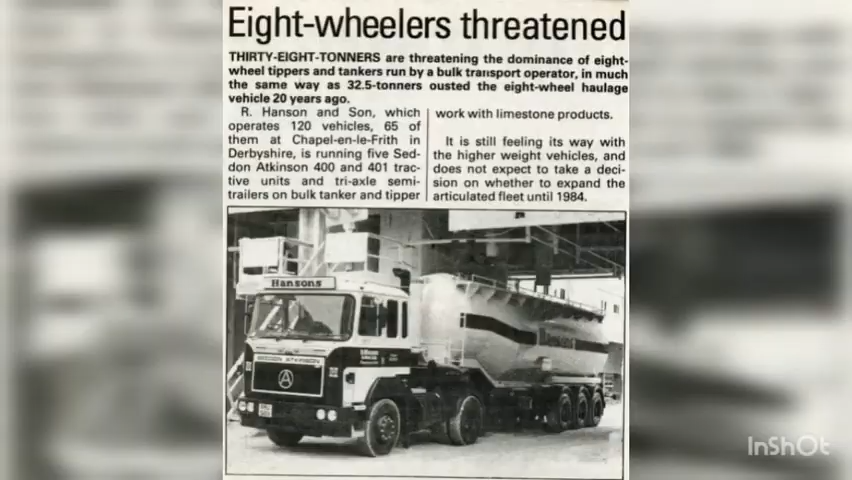 Eight-wheelers threatened
THIRTY-EIGHT-TONNERS are threatening the dominance of eight-
wheel tippers and tankers run by a bulk transport operator, in much
the same way as 32.5-tonners ousted the eight-wheel haulage
vehicle 20 years ago.
R. Hanson and Son, which
operates 120 vehicles, 65 of
them at Chapel-en-le-Frith in
Derbyshire, is running five Sed-
don Atkinson 400 and 401 trac-
tive units and tri-axle semi-
trailers on bulk tanker and tipper
work with limestone products.
It is still feeling its way with
the higher weight vehicles, and
does not expect to take a deci-
sion on whether to expand the
articulated fleet until 1984.
Hansons
SEDDON ATKINSON
InShOt